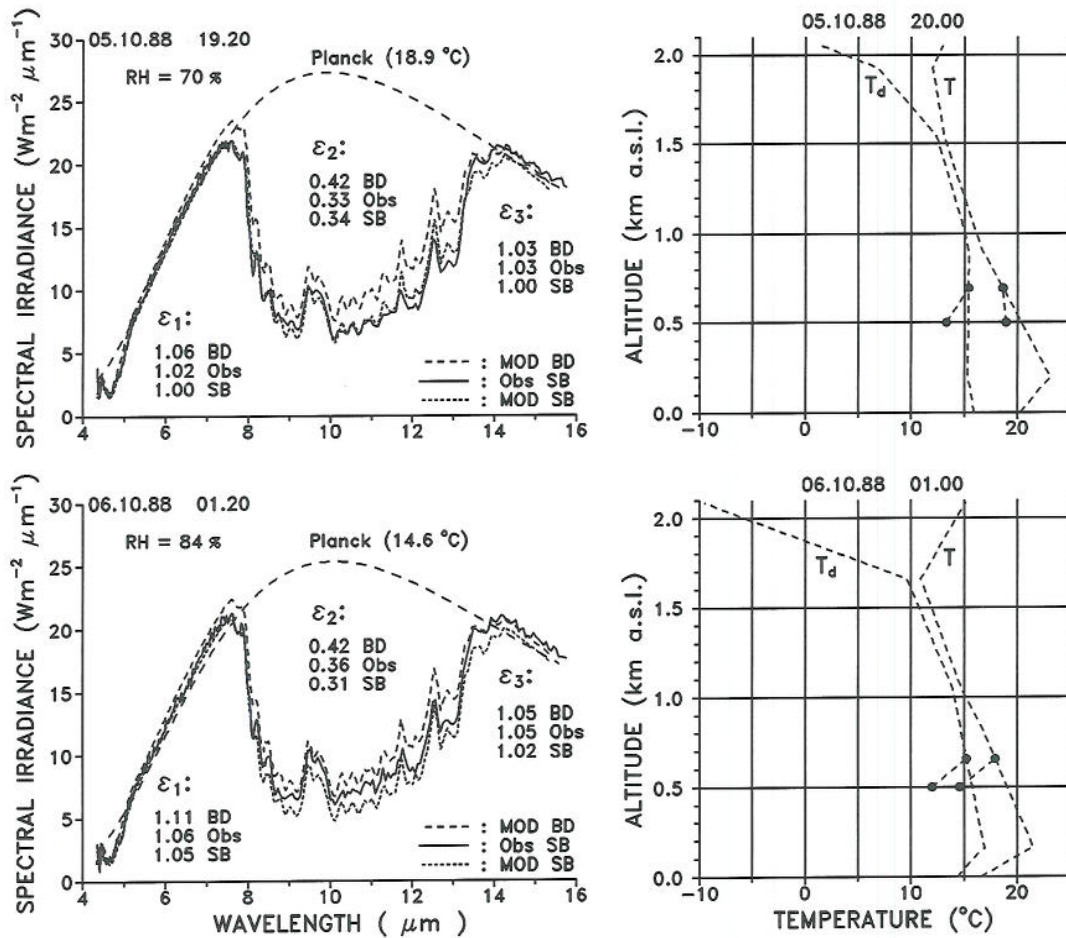 05.10.88 19.20
RH = 70 %
Planck (18.9 °C)
ε₂:
0.42 BD
0.33 Obs
0.34 SB
ε₃:
1.03 BD
1.03 Obs
1.00 SB
ε₁:
1.06 BD
1.02 Obs
1.00 SB
: MOD BD
: Obs SB
: MOD SB
SPECTRAL IRRADIANCE (Wm⁻² μm⁻¹)
30
25
20
15
10
5
0
4 6 8 10 12 14 16
05.10.88 20.00
T_d
T
ALTITUDE (km a.s.l.)
2.0
1.5
1.0
0.5
0.0
-10 0 10 20
06.10.88 01.20
RH = 84 %
Planck (14.6 °C)
ε₂:
0.42 BD
0.36 Obs
0.31 SB
ε₃:
1.05 BD
1.05 Obs
1.02 SB
ε₁:
1.11 BD
1.06 Obs
1.05 SB
: MOD BD
: Obs SB
: MOD SB
SPECTRAL IRRADIANCE (Wm⁻² μm⁻¹)
30
25
20
15
10
5
0
4 6 8 10 12 14 16
WAVELENGTH ( μm)
06.10.88 01.00
T_d
T
ALTITUDE (km a.s.l.)
2.0
1.5
1.0
0.5
0.0
-10 0 10 20
TEMPERATURE (°C)